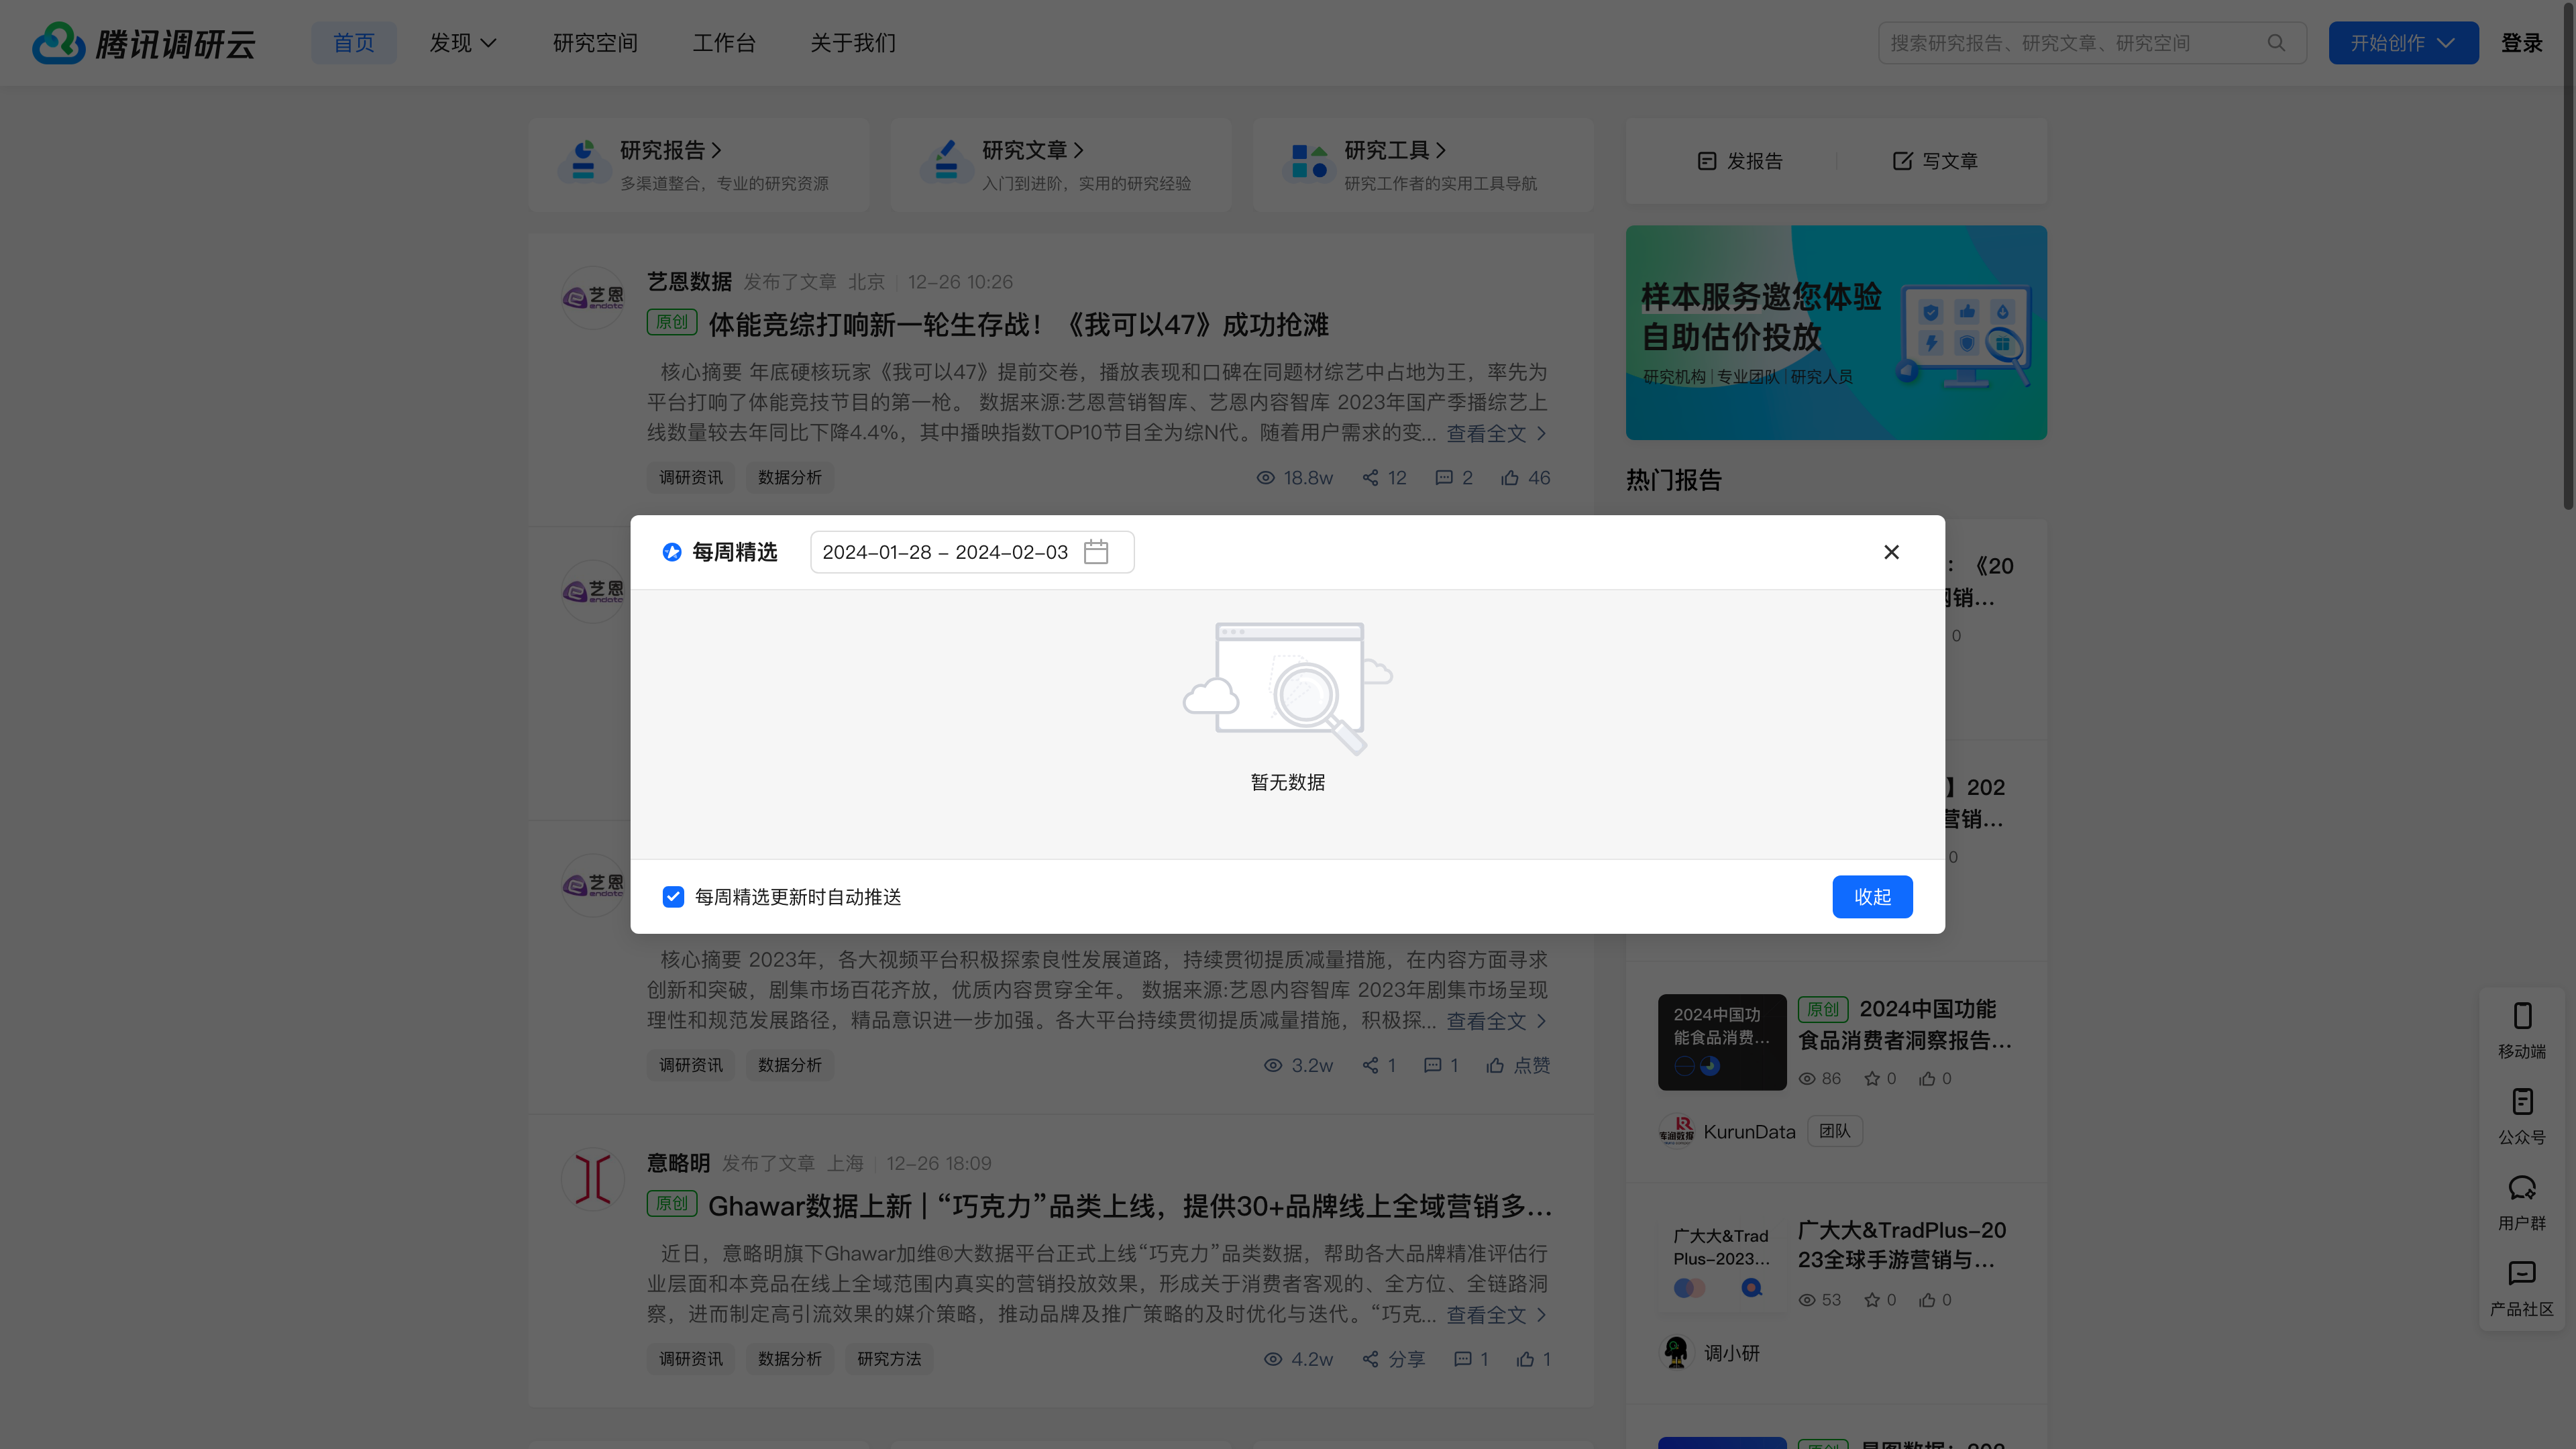 腾讯调研云
首页
发现
研究空间
工作台
关于我们
搜索研究报告、研究文章、研究空间
开始创作
登录
研究报告
多渠道整合，专业的研究资源
研究文章
入门到进阶，实用的研究经验
研究工具
研究工作者的实用工具导航
发报告
写文章
艺恩数据 发布了文章 北京 12-26 10:26
原创 体能竞综打响新一轮生存战！《我可以47》成功抢滩
核心摘要 年底硬核玩家《我可以47》提前交卷，播放表现和口碑在同题材综艺中占地为王，率先为
平台打响了体能竞技节目的第一枪。 数据来源:艺恩营销智库、艺恩内容智库 2023年国产季播综艺上
线数量较去年同比下降4.4%，其中播映指数TOP10节目全为综N代。随着用户需求的变... 查看全文
调研资讯 数据分析
18.8w 12 2 46
样本服务邀您体验
自助估价投放
研究机构|专业团队|研究人员
热门报告
每周精选
2024-01-28 - 2024-02-03
暂无数据
每周精选更新时自动推送
收起
艺恩
endata
艺恩
endata
艺恩
endata
：《20
网销...
0
】202
营销...
0
核心摘要 2023年，各大视频平台积极探索良性发展道路，持续贯彻提质减量措施，在内容方面寻求
创新和突破，剧集市场百花齐放，优质内容贯穿全年。 数据来源:艺恩内容智库 2023年剧集市场呈现
理性和规范发展路径，精品意识进一步加强。各大平台持续贯彻提质减量措施，积极探... 查看全文
调研资讯 数据分析
3.2w 1 1 点赞
意略明 发布了文章 上海 12-26 18:09
原创 Ghawar数据上新 | “巧克力”品类上线，提供30+品牌线上全域营销多...
近日，意略明旗下Ghawar加维®大数据平台正式上线“巧克力”品类数据，帮助各大品牌精准评估行
业层面和本竞品在线上全域范围内真实的营销投放效果，形成关于消费者客观的、全方位、全链路洞
察，进而制定高引流效果的媒介策略，推动品牌及推广策略的及时优化与迭代。“巧克... 查看全文
调研资讯 数据分析 研究方法
4.2w 分享 1 1
2024中国功
能食品消费...
原创 2024中国功能
食品消费者洞察报告...
86 0 0
库润数据
KurunData 团队
广大大&Trad
Plus-2023...
广大大&TradPlus-20
23全球手游营销与...
53 0 0
调小研
移动端
公众号
用户群
产品社区